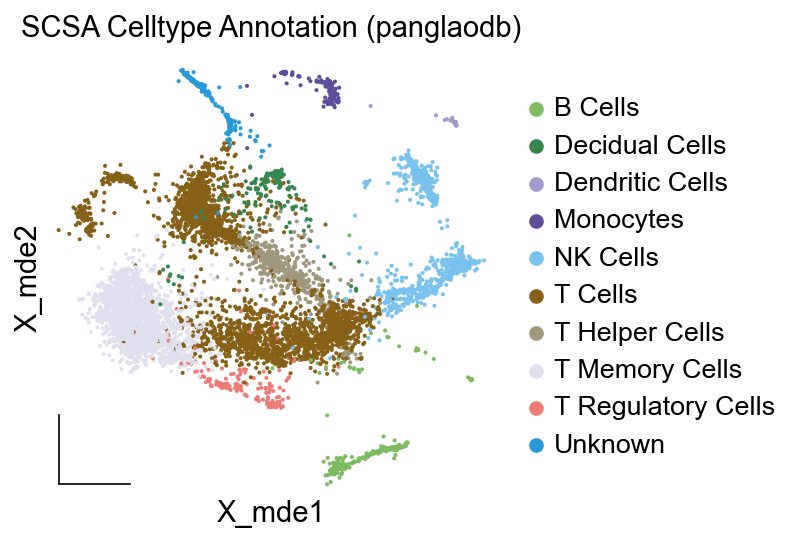 SCSA Celltype Annotation (panglaodb)
B Cells
Decidual Cells
Dendritic Cells
Monocytes
NK Cells
T Cells
T Helper Cells
T Memory Cells
T Regulatory Cells
Unknown
X_mde2
X_mde1